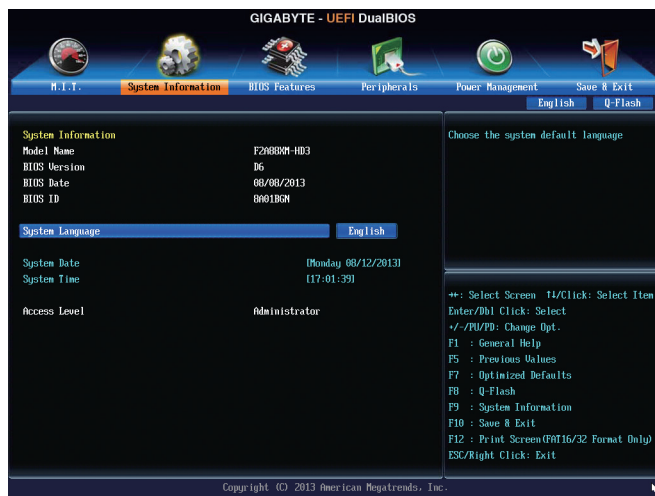 GIGABYTE - UEFI DualBIOS
M.I.T. System Information BIOS Features Peripherals Power Management Save & Exit
English Q-Flash
System Information
Model Name F2A88XM-HD3
BIOS Version D6
BIOS Date 08/08/2013
BIOS ID 8A01BG­N
System Language English
System Date [Monday 08/12/2013]
System Time [17:01:39]
Access Level Administrator
Choose the system default language
→←: Select Screen ↑↓/Click: Select Item
Enter/Dbl Click: Select
+/-/PU/PD: Change Opt.
F1 : General Help
F5 : Previous Values
F7 : Optimized Defaults
F8 : Q-Flash
F9 : System Information
F10 : Save & Exit
F12 : Print Screen(FAT16/32 Format Only)
ESC/Right Click: Exit
Copyright (C) 2013 American Megatrends, Inc.